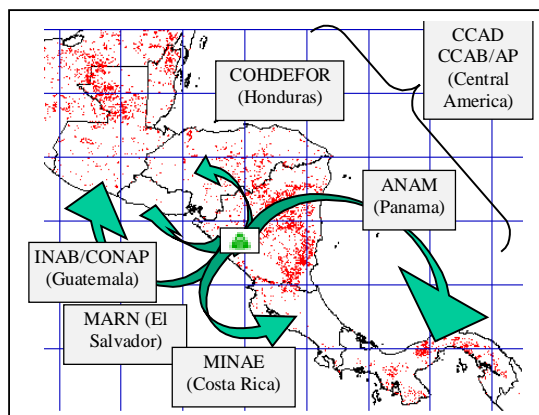 CCAD
CCAB/AP
(Central
America)
COHDEFOR
(Honduras)
ANAM
(Panama)
INAB/CONAP
(Guatemala)
MARN (El
Salvador)
MINAE
(Costa Rica)